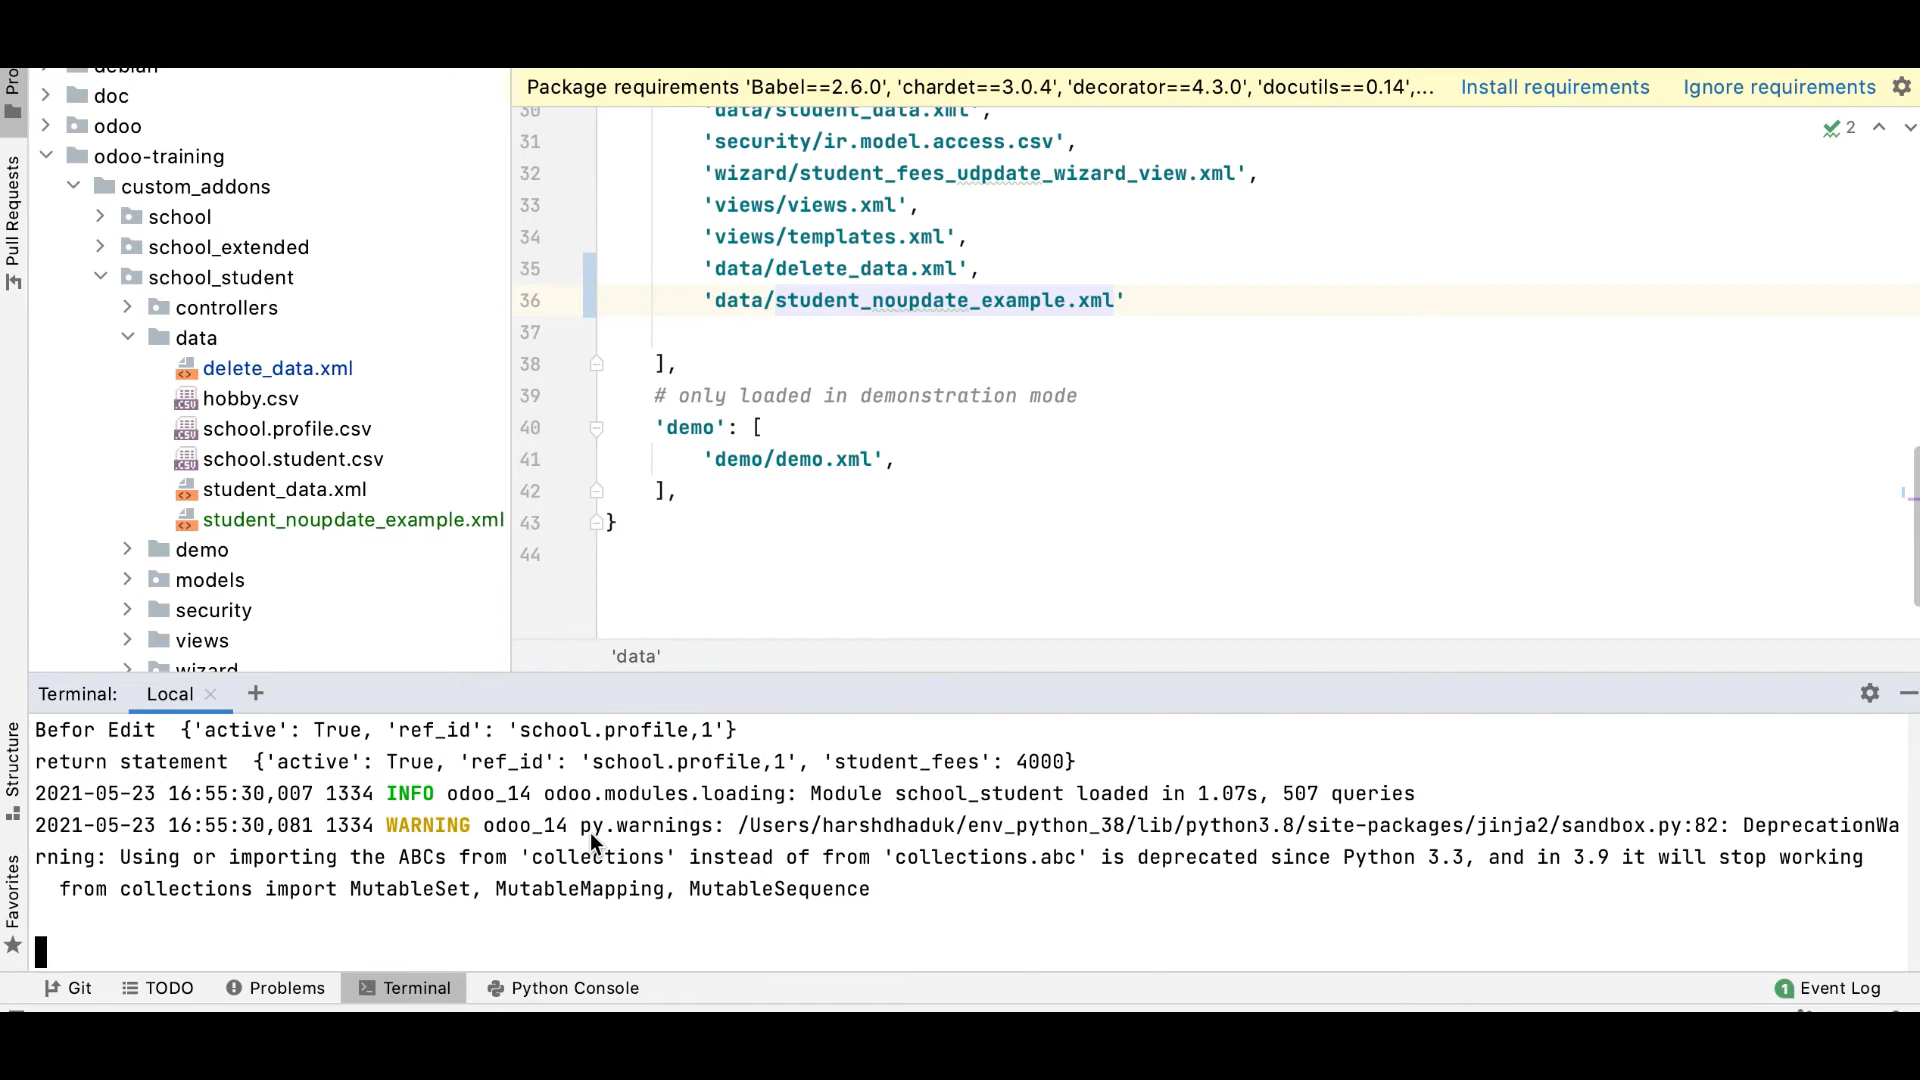 Pro
Pull Requests
Structure
Favorites
debian
doc
odoo
odoo-training
custom_addons
school
school_extended
school_student
controllers
data
delete_data.xml
hobby.csv
school.profile.csv
school.student.csv
student_data.xml
student_noupdate_example.xml
demo
models
security
views
wizard
Package requirements 'Babel==2.6.0', 'chardet==3.0.4', 'decorator==4.3.0', 'docutils==0.14',... Install requirements Ignore requirements
2
30 'data/student_data.xml',
31 'security/ir.model.access.csv',
32 'wizard/student_fees_udpdate_wizard_view.xml',
33 'views/views.xml',
34 'views/templates.xml',
35 'data/delete_data.xml',
36 'data/student_noupdate_example.xml'
37
38 ],
39 # only loaded in demonstration mode
40 'demo': [
41 'demo/demo.xml',
42 ],
43 }
44
'data'
Terminal: Local × +
Befor Edit {'active': True, 'ref_id': 'school.profile,1'}
return statement {'active': True, 'ref_id': 'school.profile,1', 'student_fees': 4000}
2021-05-23 16:55:30,007 1334 INFO odoo_14 odoo.modules.loading: Module school_student loaded in 1.07s, 507 queries
2021-05-23 16:55:30,081 1334 WARNING odoo_14 py.warnings: /Users/harshdhaduk/env_python_38/lib/python3.8/site-packages/jinja2/sandbox.py:82: DeprecationWa
rning: Using or importing the ABCs from 'collections' instead of from 'collections.abc' is deprecated since Python 3.3, and in 3.9 it will stop working
from collections import MutableSet, MutableMapping, MutableSequence
Git TODO Problems Terminal Python Console 1 Event Log